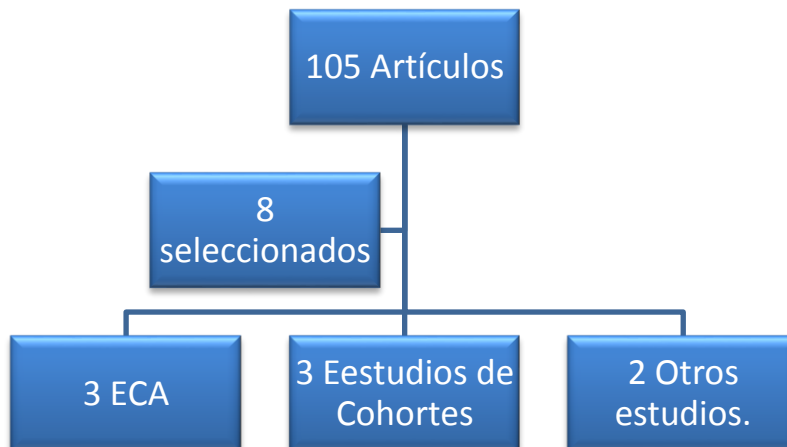 105 Artículos
8
seleccionados
3 ECA
3 Eestudios de
Cohortes
2 Otros
estudios.